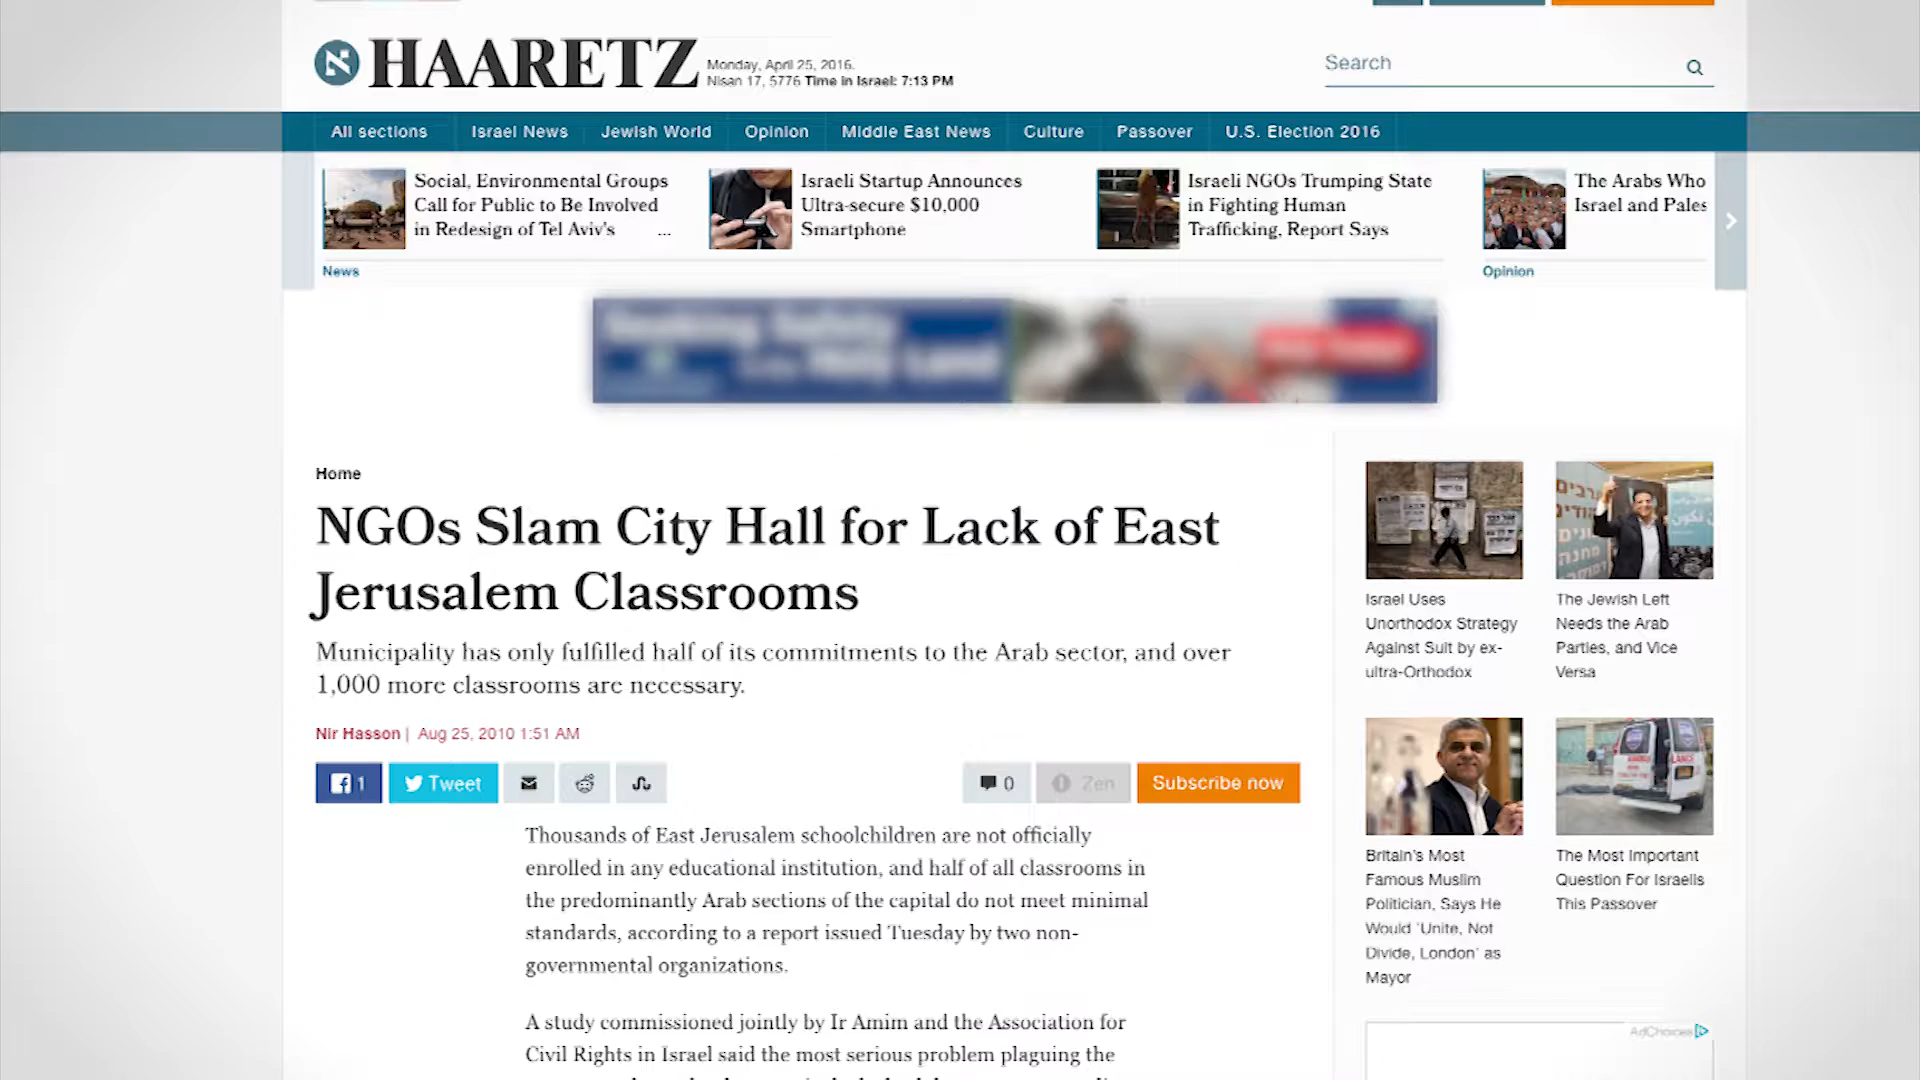 HAARETZ
Monday, April 25, 2016.
Nisan 17, 5776 Time in Israel: 7:13 PM
Search
All sections
Israel News
Jewish World
Opinion
Middle East News
Culture
Passover
U.S. Election 2016
Social, Environmental Groups
Call for Public to Be Involved
in Redesign of Tel Aviv's ...
News
Israeli Startup Announces
Ultra-secure $10,000
Smartphone
Israeli NGOs Trumping State
in Fighting Human
Trafficking, Report Says
The Arabs Who
Israel and Pales
Opinion
Home
NGOs Slam City Hall for Lack of East
Jerusalem Classrooms
Municipality has only fulfilled half of its commitments to the Arab sector, and over
1,000 more classrooms are necessary.
Nir Hasson | Aug 25, 2010 1:51 AM
1
Tweet
0
Zen
Subscribe now
Thousands of East Jerusalem schoolchildren are not officially
enrolled in any educational institution, and half of all classrooms in
the predominantly Arab sections of the capital do not meet minimal
standards, according to a report issued Tuesday by two non-
governmental organizations.
A study commissioned jointly by Ir Amim and the Association for
Civil Rights in Israel said the most serious problem plaguing the
Israel Uses
Unorthodox Strategy
Against Suit by ex-
ultra-Orthodox
The Jewish Left
Needs the Arab
Parties, and Vice
Versa
Britain's Most
Famous Muslim
Politician, Says He
Would 'Unite, Not
Divide, London' as
Mayor
The Most Important
Question For Israelis
This Passover
AdChoices